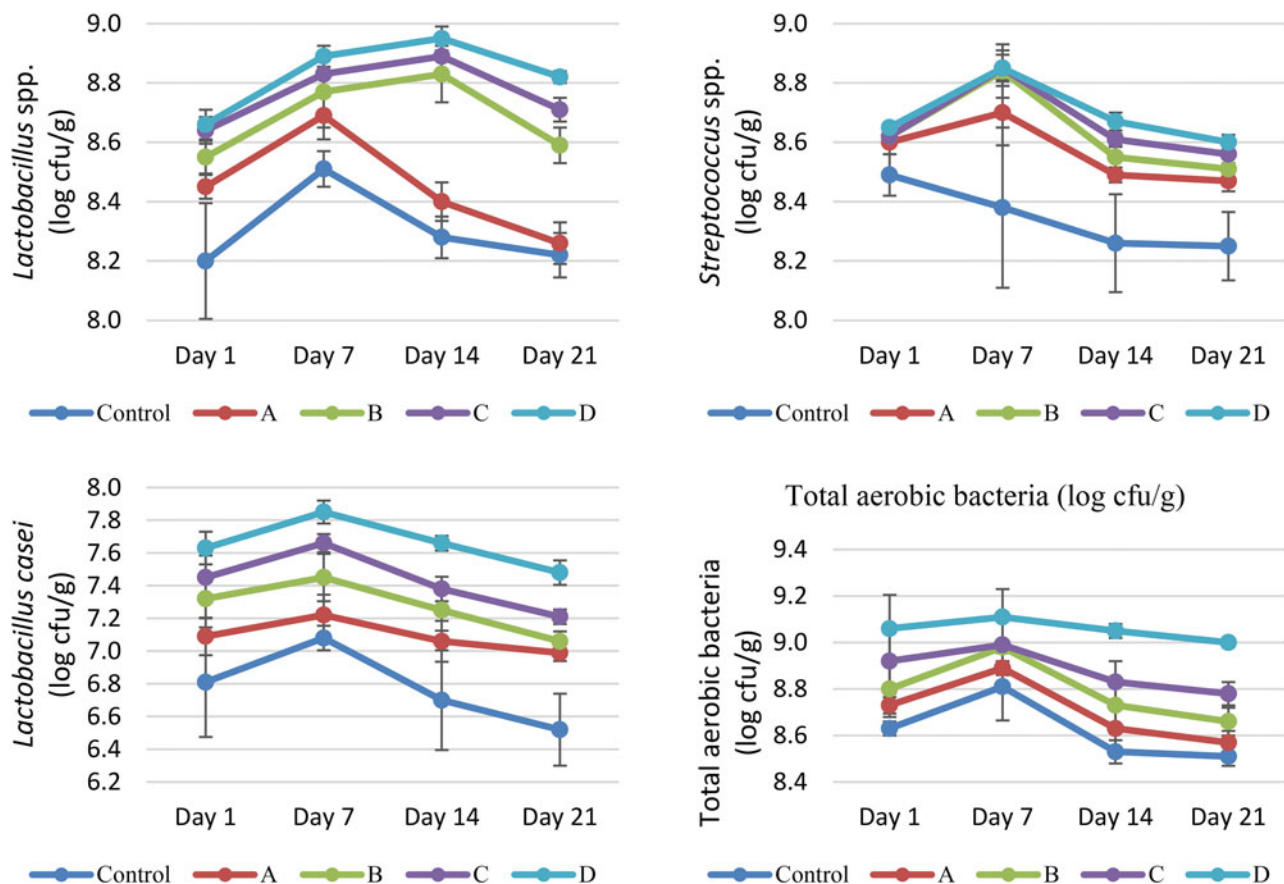 Lactobacillus spp.
(log cfu/g)
9.0
8.8
8.6
8.4
8.2
8.0
Day 1 Day 7 Day 14 Day 21
Control A B C D
Streptococcus spp.
(log cfu/g)
9.0
8.8
8.6
8.4
8.2
8.0
Day 1 Day 7 Day 14 Day 21
Control A B C D
Lactobacillus casei
(log cfu/g)
8.0
7.8
7.6
7.4
7.2
7.0
6.8
6.6
6.4
6.2
Day 1 Day 7 Day 14 Day 21
Control A B C D
Total aerobic bacteria (log cfu/g)
Total aerobic bacteria
(log cfu/g)
9.4
9.2
9.0
8.8
8.6
8.4
Day 1 Day 7 Day 14 Day 21
Control A B C D